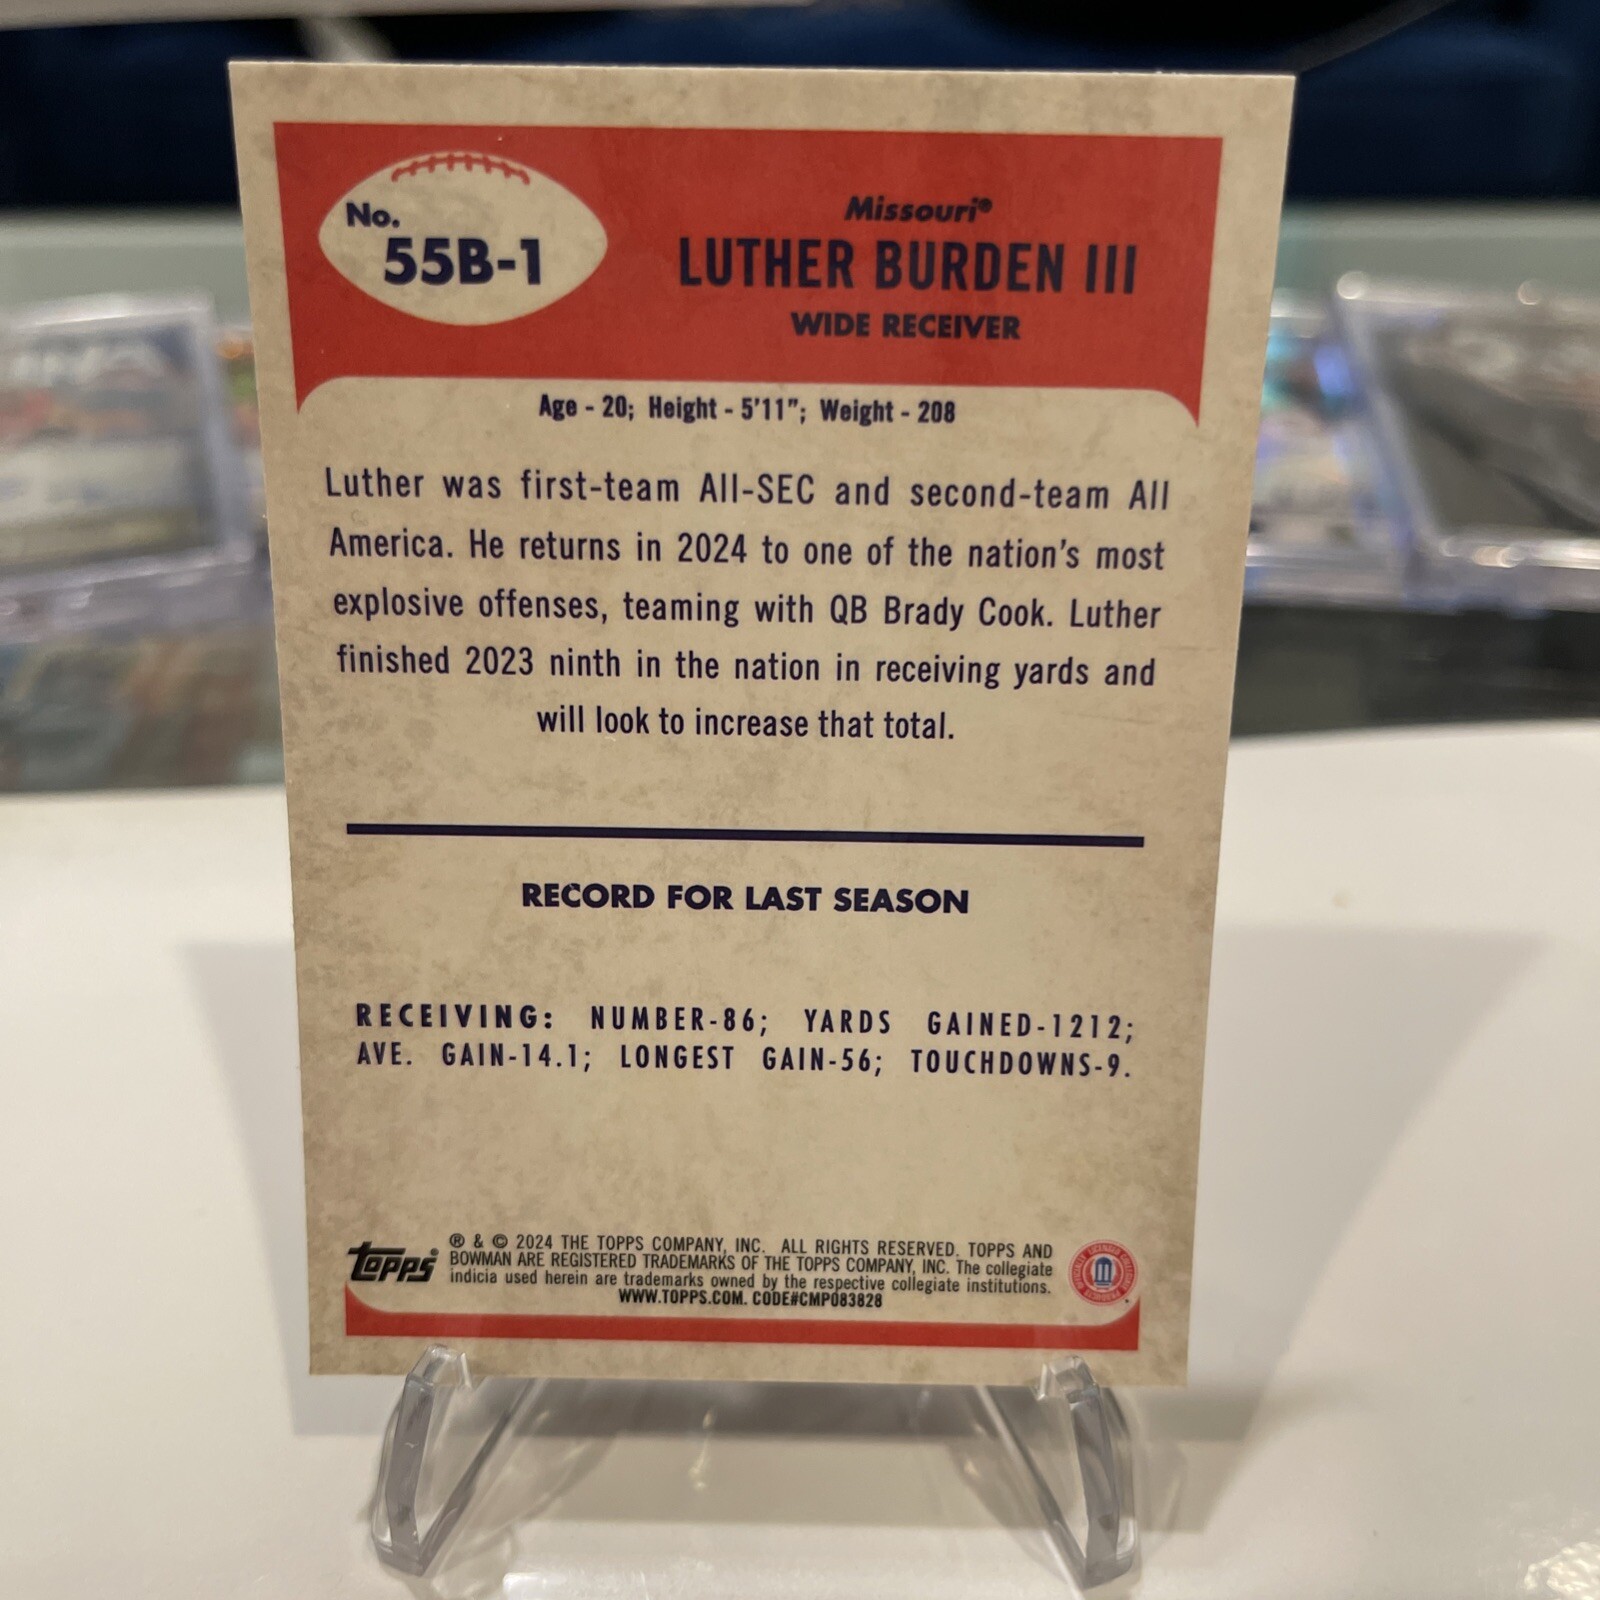 No.
55B-1
Missouri®
LUTHER BURDEN III
WIDE RECEIVER
Age - 20; Height - 5'11"; Weight - 208
Luther was first-team All-SEC and second-team All
America. He returns in 2024 to one of the nation's most
explosive offenses, teaming with QB Brady Cook. Luther
finished 2023 ninth in the nation in receiving yards and
will look to increase that total.
RECORD FOR LAST SEASON
RECEIVING: NUMBER-86; YARDS GAINED-1212;
AVE. GAIN-14.1; LONGEST GAIN-56; TOUCHDOWNS-9.
topps®
® & © 2024 THE TOPPS COMPANY, INC. ALL RIGHTS RESERVED. TOPPS AND
BOWMAN ARE REGISTERED TRADEMARKS OF THE TOPPS COMPANY, INC. The collegiate
indicia used herein are trademarks owned by the respective collegiate institutions.
WWW.TOPPS.COM. CODE#CMP083828
OFFICIALLY LICENSED COLLEGIATE PRODUCTS